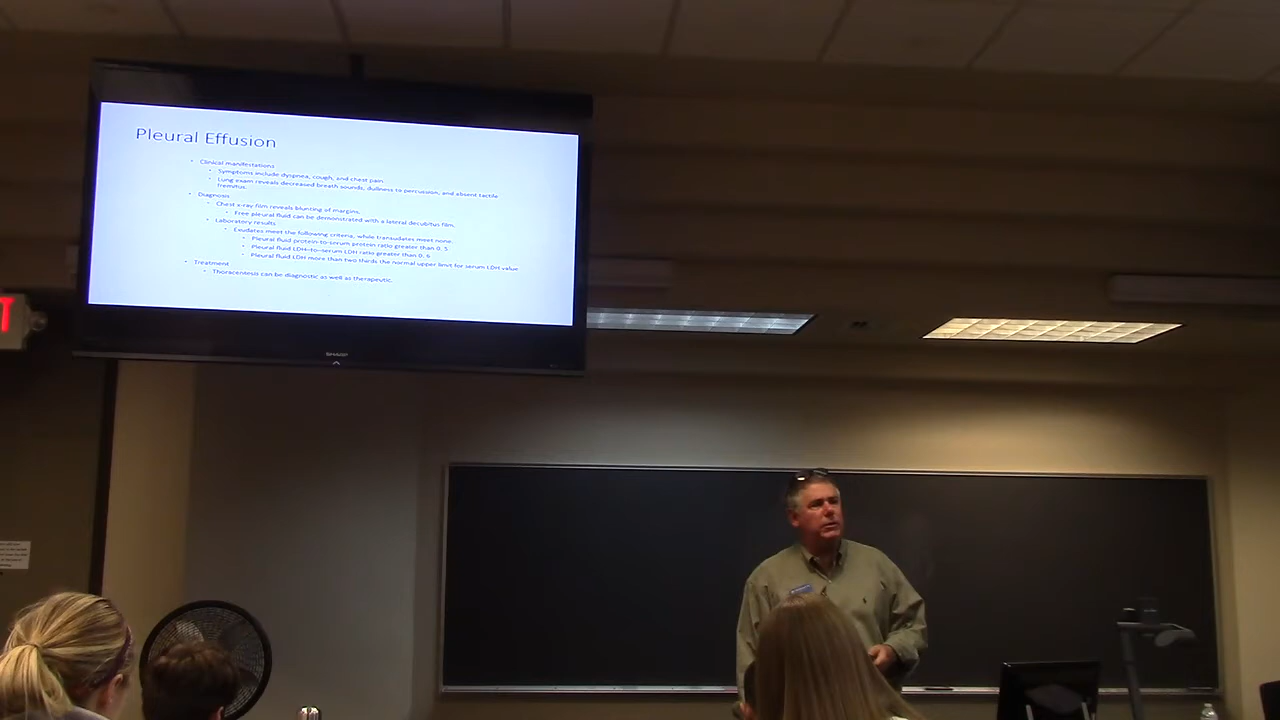 Pleural Effusion
• Clinical manifestations
• Symptoms include dyspnea, cough, and chest pain.
• Lung exam reveals decreased breath sounds, dullness to percussion, and absent tactile
fremitus.
• Diagnosis
• Chest x-ray film reveals blunting of margins.
• Free pleural fluid can be demonstrated with a lateral decubitus film.
• Laboratory results
• Exudates meet the following criteria, while transudates meet none.
• Pleural fluid protein-to-serum protein ratio greater than 0. 5
• Pleural fluid LDH-to-serum LDH ratio greater than 0. 6
• Pleural fluid LDH more than two thirds the normal upper limit for serum LDH value
• Treatment
• Thoracentesis can be diagnostic as well as therapeutic.
SHARP
T